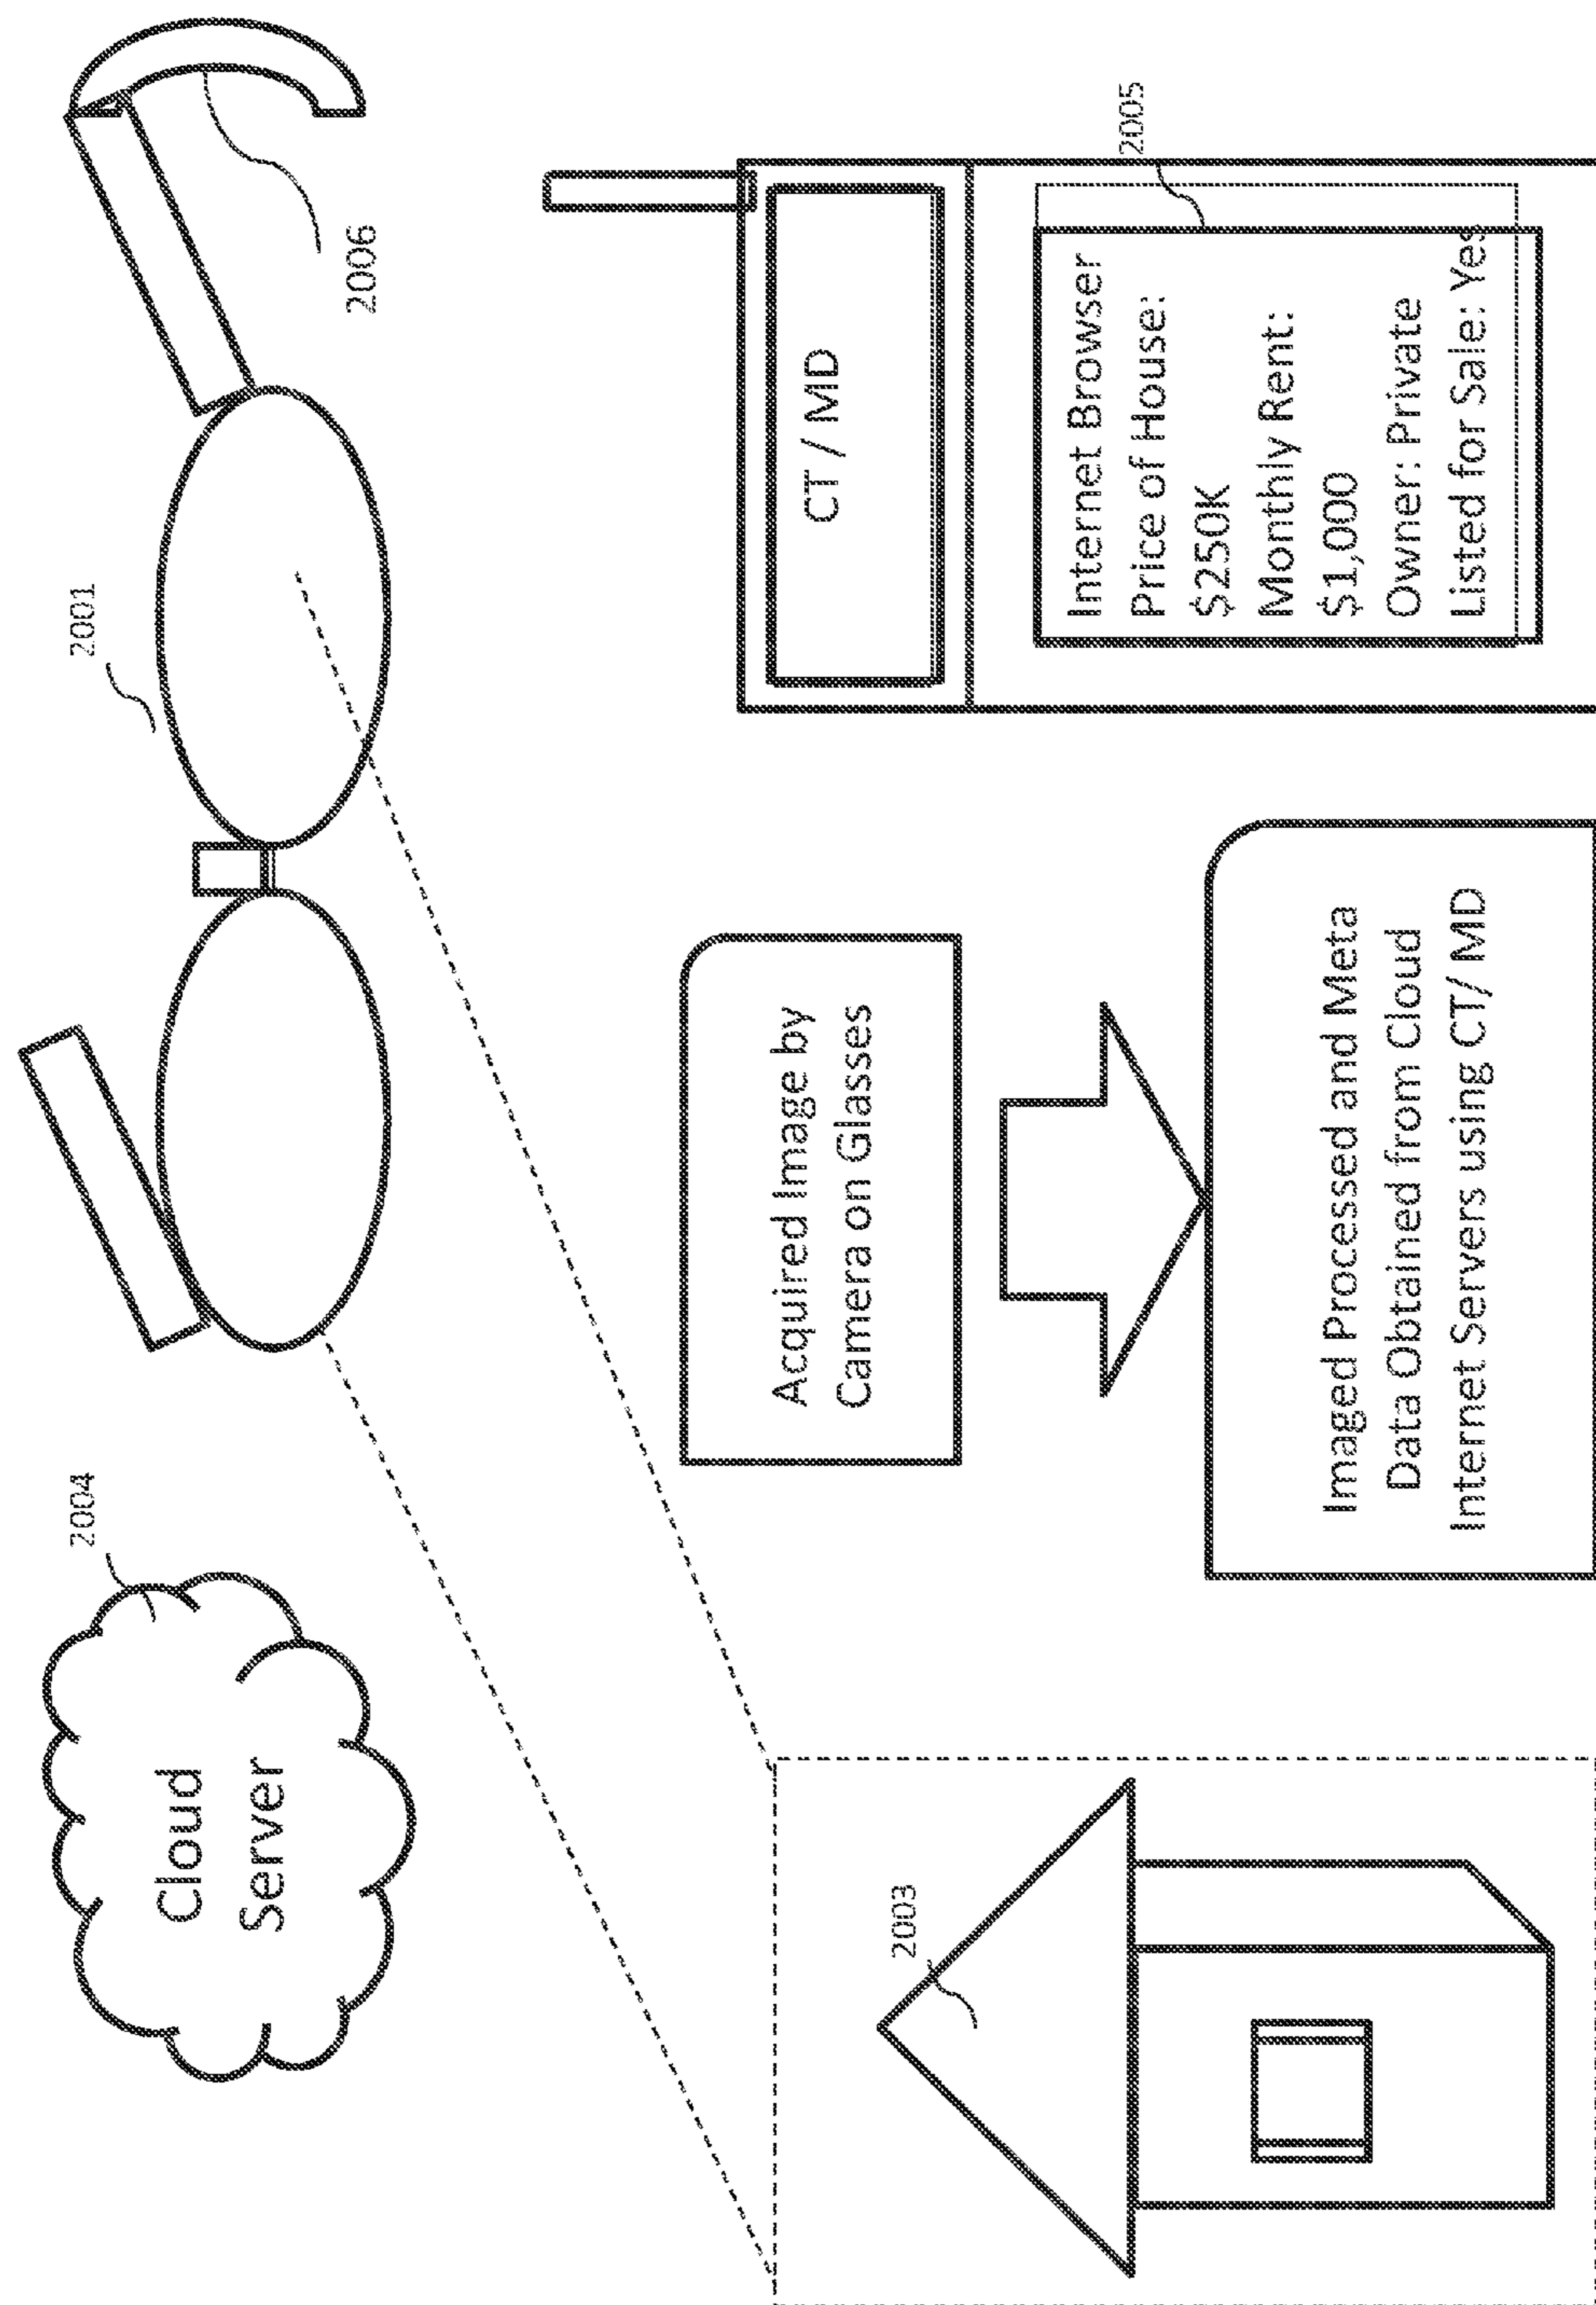 2004
Cloud
Server
2001
2006
2003
Acquired Image by
Camera on Glasses
Imaged Processed and Meta
Data Obtained from Cloud
Internet Servers using CT/ MD
CT / MD
2005
Internet Browser
Price of House:
$250K
Monthly Rent:
$1,000
Owner: Private
Listed for Sale: Yes